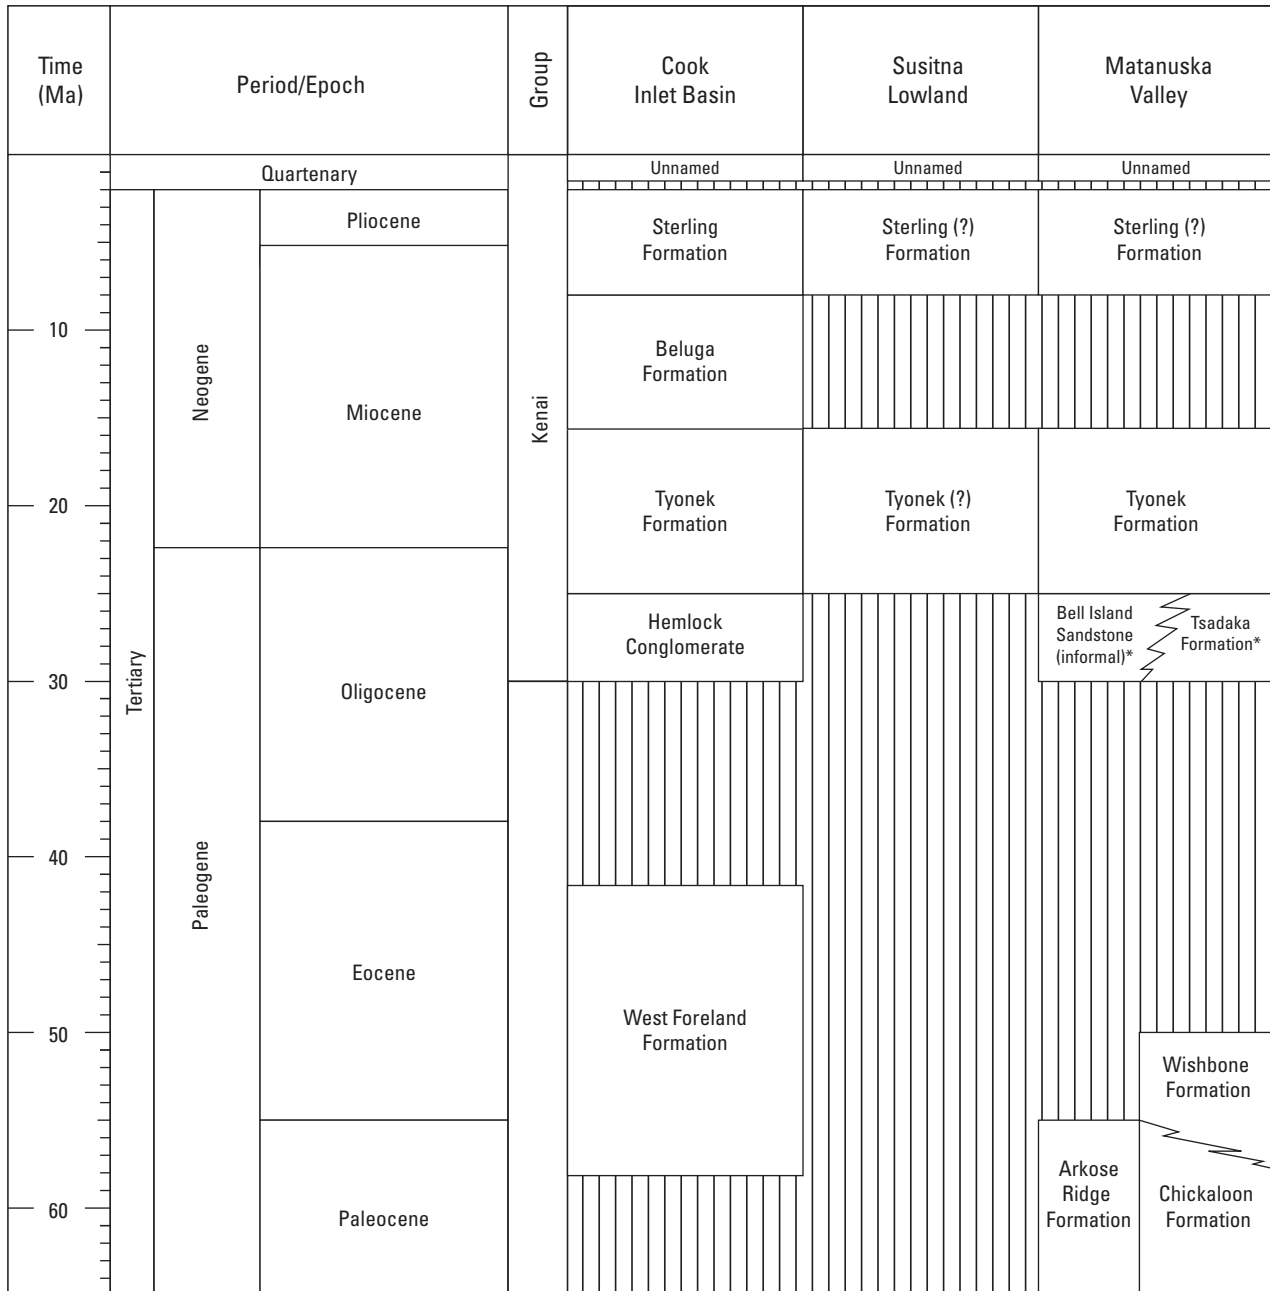 Time
(Ma)
Period/Epoch
Group
Cook
Inlet Basin
Susitna
Lowland
Matanuska
Valley
Quartenary
Unnamed
Unnamed
Unnamed
Pliocene
Sterling
Formation
Sterling (?)
Formation
Sterling (?)
Formation
10
Neogene
Miocene
Kenai
Beluga
Formation
20
Tyonek
Formation
Tyonek (?)
Formation
Tyonek
Formation
Hemlock
Conglomerate
Bell Island
Sandstone
(informal)*
Tsadaka
Formation*
30
Tertiary
Oligocene
40
Paleogene
Eocene
West Foreland
Formation
50
Wishbone
Formation
60
Paleocene
Arkose
Ridge
Formation
Chickaloon
Formation